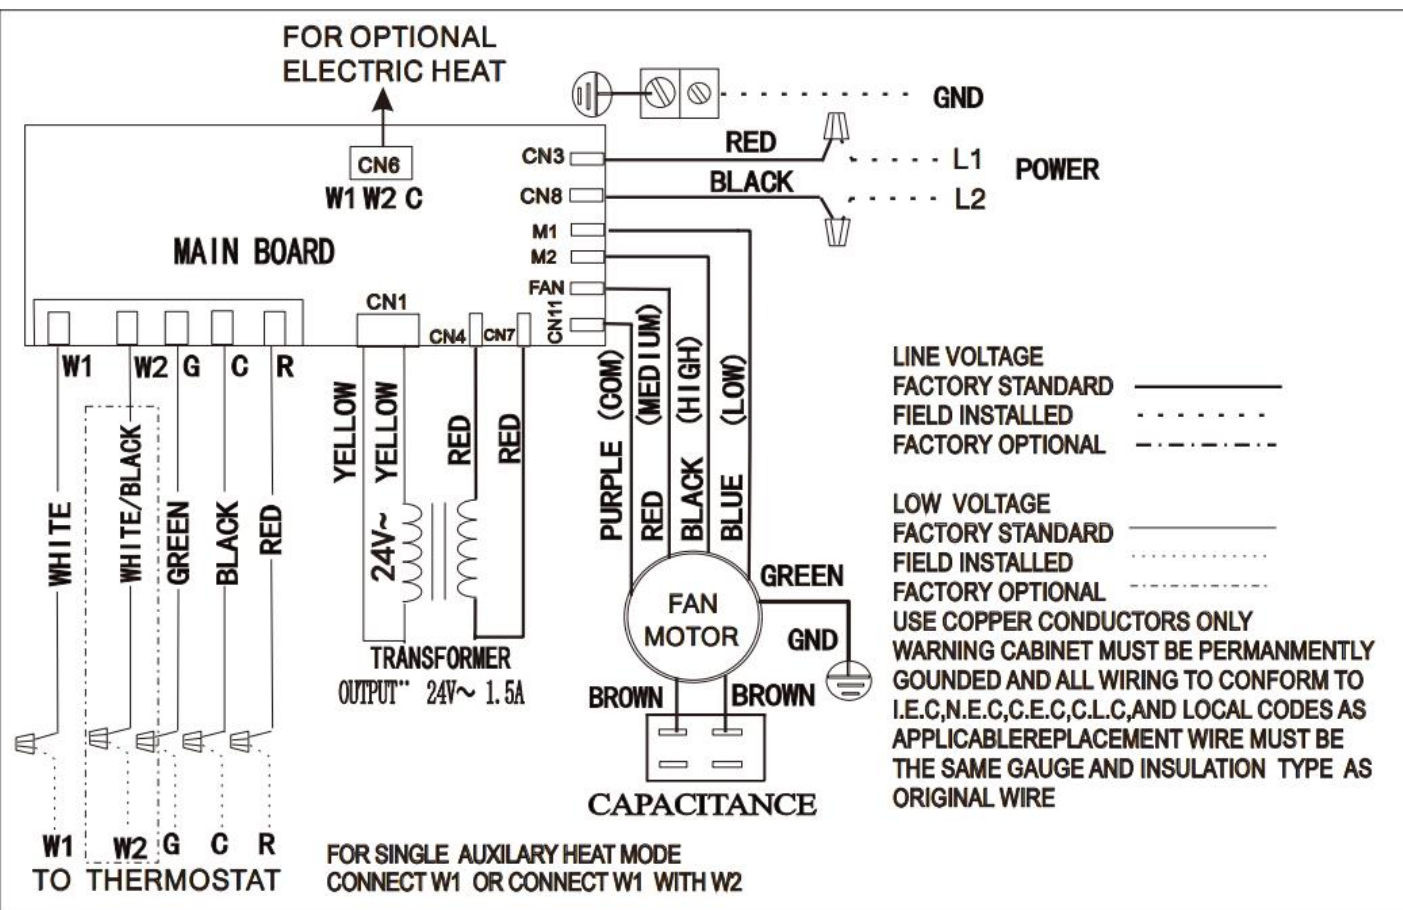 FOR OPTIONAL
ELECTRIC HEAT
GND
CN6
W1 W2 C
CN3
RED
L1
POWER
CN8
BLACK
L2
M1
M2
FAN
CN11
MAIN BOARD
CN1
CN4
CN7
W1
W2
G
C
R
WHITE
WHITE/BLACK
GREEN
BLACK
RED
YELLOW
YELLOW
RED
RED
24V~
TRANSFORMER
OUTPUT¨ 24V~ 1.5A
PURPLE (COM)
RED (MEDIUM)
BLACK (HIGH)
BLUE (LOW)
FAN
MOTOR
GREEN
GND
BROWN
BROWN
CAPACITANCE
W1
W2
G
C
R
TO THERMOSTAT
FOR SINGLE AUXILARY HEAT MODE
CONNECT W1 OR CONNECT W1 WITH W2
LINE VOLTAGE
FACTORY STANDARD
FIELD INSTALLED
FACTORY OPTIONAL
LOW VOLTAGE
FACTORY STANDARD
FIELD INSTALLED
FACTORY OPTIONAL
USE COPPER CONDUCTORS ONLY
WARNING CABINET MUST BE PERMANMENTLY
GOUNDED AND ALL WIRING TO CONFORM TO
I.E.C,N.E.C,C.E.C,C.L.C,AND LOCAL CODES AS
APPLICABLEREPLACEMENT WIRE MUST BE
THE SAME GAUGE AND INSULATION TYPE AS
ORIGINAL WIRE